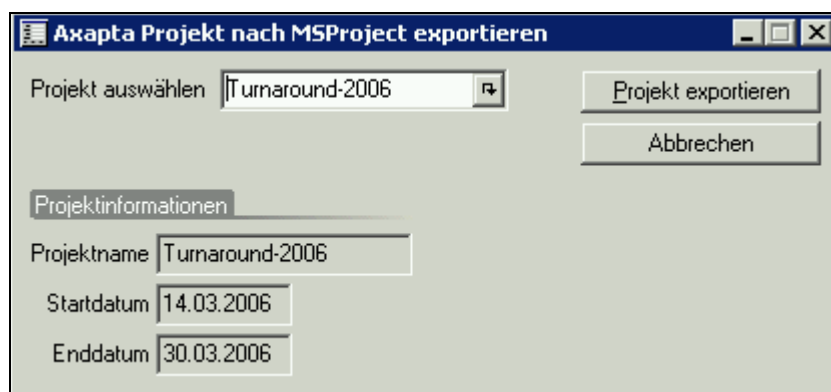 Axapta Projekt nach MSProject exportieren
Projekt auswählen Turnaround-2006 Projekt exportieren
Abbrechen
Projektinformationen
Projektname Turnaround-2006
Startdatum 14.03.2006
Enddatum 30.03.2006